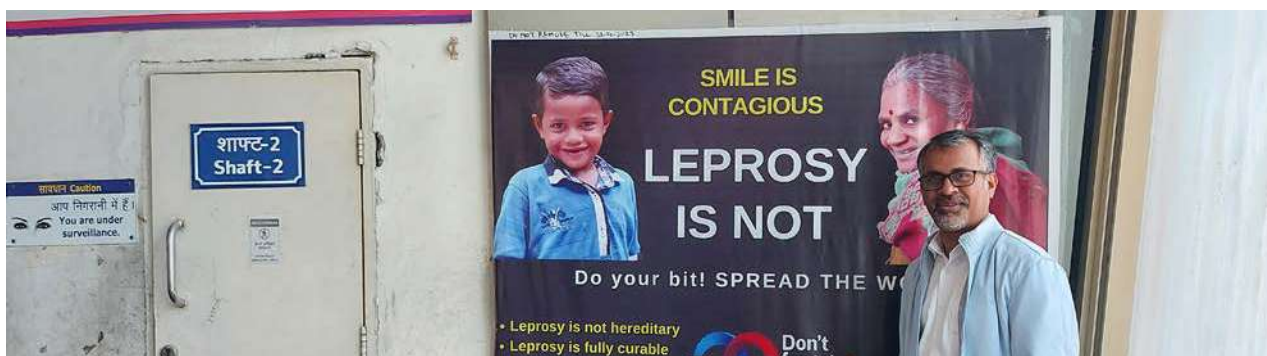 सावधान Caution
आप निगरानी में हैं।
You are under
surveillance.
शाफ्ट-2
Shaft-2
SMILE IS
CONTAGIOUS
LEPROSY
IS NOT
Do your bit! SPREAD THE
• Leprosy is not hereditary
• Leprosy is fully curable
Don't